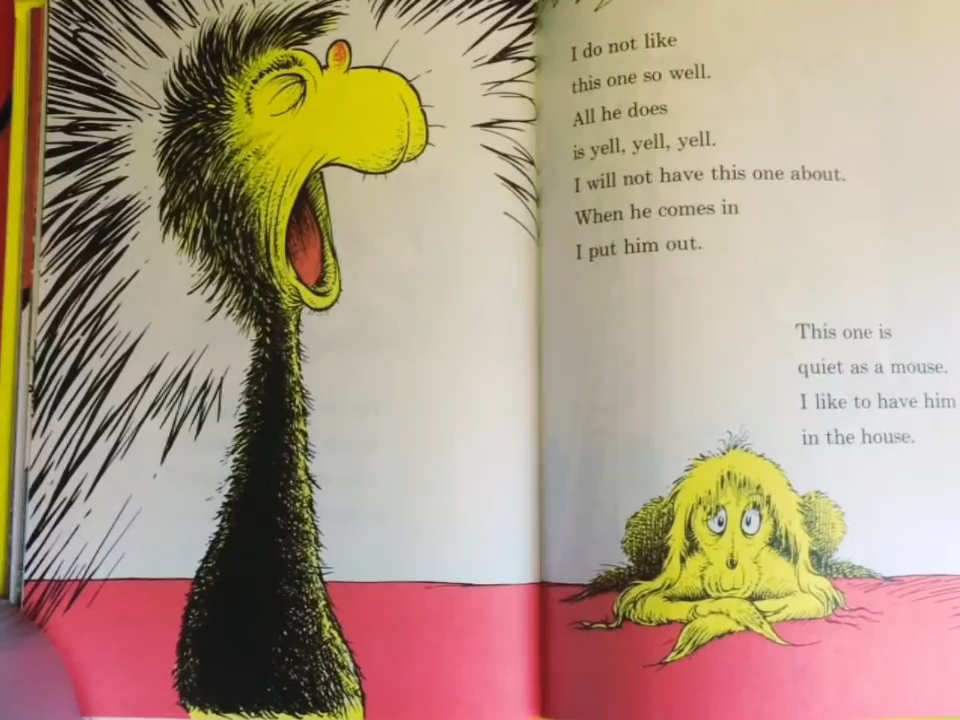 I do not like
this one so well.
All he does
is yell, yell, yell.
I will not have this one about.
When he comes in
I put him out.
This one is
quiet as a mouse.
I like to have him
in the house.